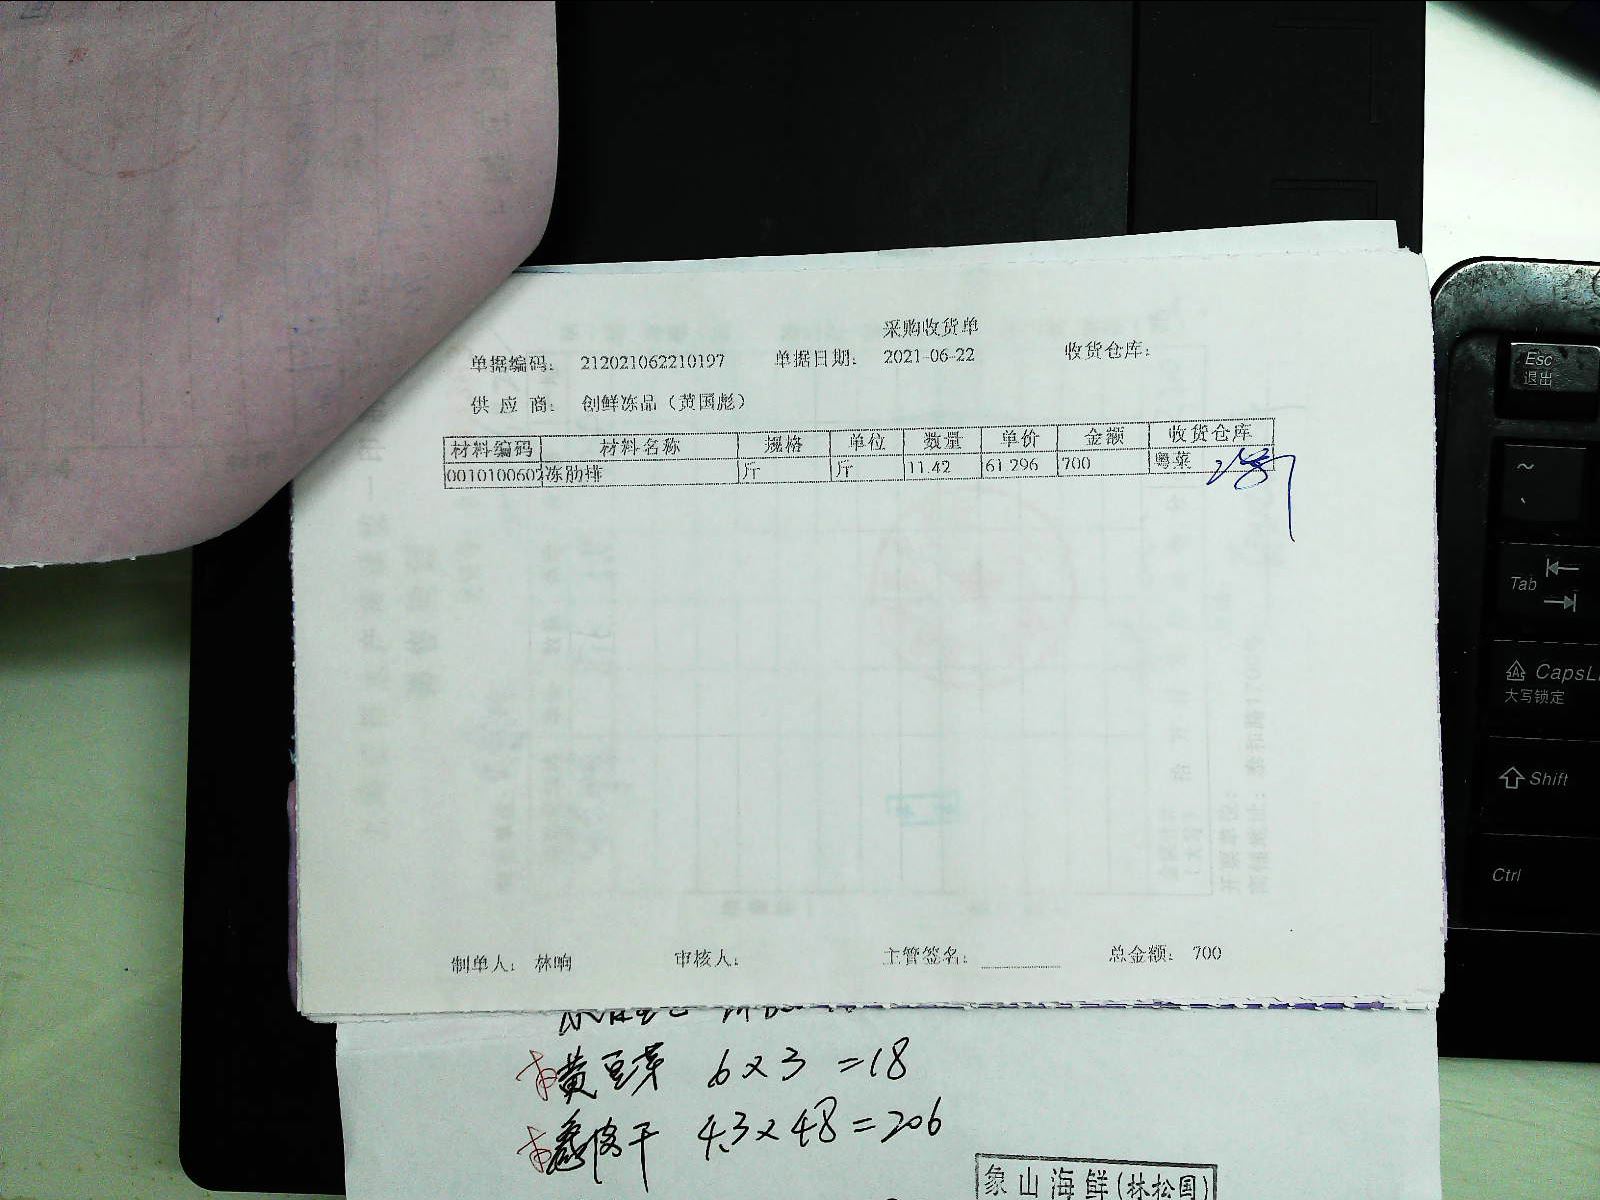 采购收货单
单据编码: 212021062210197 单据日期: 2021-06-22 收货仓库:
供应商: 创鲜冻品（黄国彪）
材料编码 材料名称 规格 单位 数量 单价 金额 收货仓库
0010100602 冻肋排 斤 斤 11.42 61.296 700 粤菜
制单人: 林响 审核人: 主管签名: 总金额: 700
黄豆芽 6×3=18
皮干 4.3×48=206
象山海鲜(林松国)
Esc
退出
~
Tab
CapsL
大写锁定
Shift
Ctrl